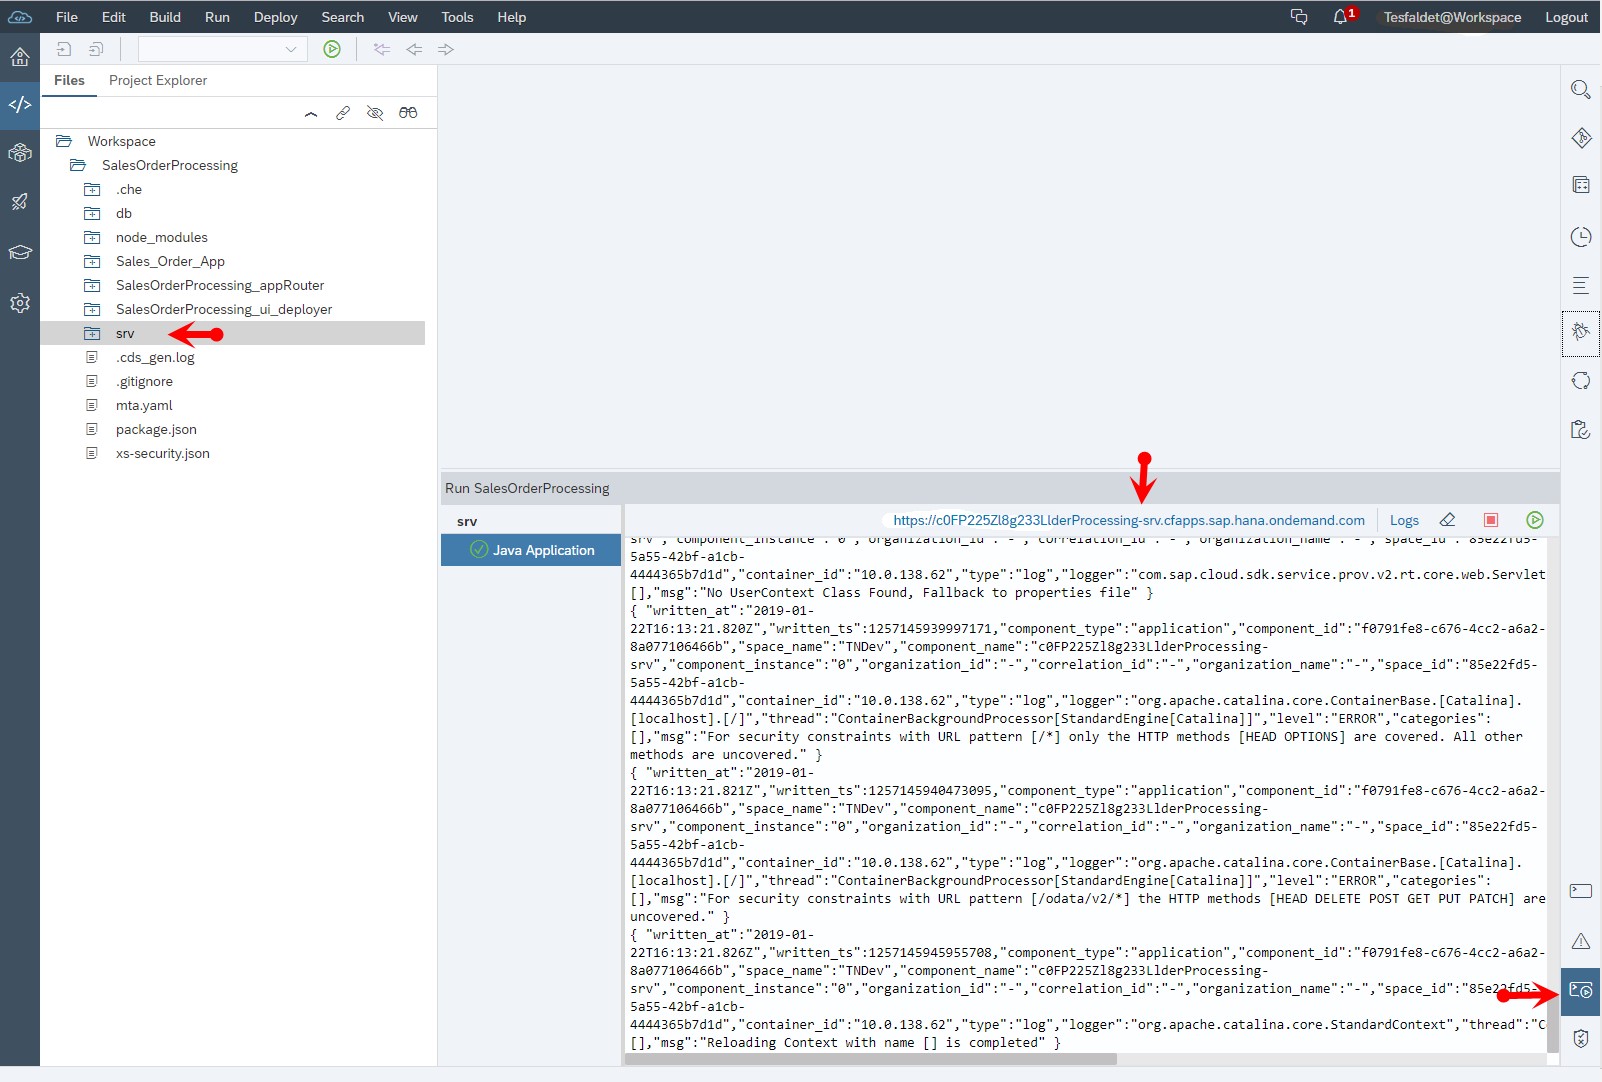 File Edit Build Run Deploy Search View Tools Help 1 Tesfaldet@Workspace Logout
Files Project Explorer
Workspace
SalesOrderProcessing
.che
db
node_modules
Sales_Order_App
SalesOrderProcessing_appRouter
SalesOrderProcessing_ui_deployer
srv
.cds_gen.log
.gitignore
mta.yaml
package.json
xs-security.json
Run SalesOrderProcessing
srv
Java Application
https://c0FP225Zl8g233LlderProcessing-srv.cfapps.sap.hana.ondemand.com Logs
srv","component_instance":"0","organization_id":"-","correlation_id":"-","organization_name":"-","space_id":"85e22fd5-
5a55-42bf-a1cb-
4444365b7d1d","container_id":"10.0.138.62","type":"log","logger":"com.sap.cloud.sdk.service.prov.v2.rt.core.web.Servlet
[],"msg":"No UserContext Class Found, Fallback to properties file" }
{ "written_at":"2019-01-
22T16:13:21.820Z","written_ts":1257145939997171,"component_type":"application","component_id":"f0791fe8-c676-4cc2-a6a2-
8a077106466b","space_name":"TNDev","component_name":"c0FP225Zl8g233LlderProcessing-
srv","component_instance":"0","organization_id":"-","correlation_id":"-","organization_name":"-","space_id":"85e22fd5-
5a55-42bf-a1cb-
4444365b7d1d","container_id":"10.0.138.62","type":"log","logger":"org.apache.catalina.core.ContainerBase.[Catalina].
[localhost].[/]","thread":"ContainerBackgroundProcessor[StandardEngine[Catalina]]","level":"ERROR","categories":
[],"msg":"For security constraints with URL pattern [/*] only the HTTP methods [HEAD OPTIONS] are covered. All other
methods are uncovered." }
{ "written_at":"2019-01-
22T16:13:21.821Z","written_ts":1257145940473095,"component_type":"application","component_id":"f0791fe8-c676-4cc2-a6a2-
8a077106466b","space_name":"TNDev","component_name":"c0FP225Zl8g233LlderProcessing-
srv","component_instance":"0","organization_id":"-","correlation_id":"-","organization_name":"-","space_id":"85e22fd5-
5a55-42bf-a1cb-
4444365b7d1d","container_id":"10.0.138.62","type":"log","logger":"org.apache.catalina.core.ContainerBase.[Catalina].
[localhost].[/]","thread":"ContainerBackgroundProcessor[StandardEngine[Catalina]]","level":"ERROR","categories":
[],"msg":"For security constraints with URL pattern [/odata/v2/*] the HTTP methods [HEAD DELETE POST GET PUT PATCH] are
uncovered." }
{ "written_at":"2019-01-
22T16:13:21.826Z","written_ts":1257145945955708,"component_type":"application","component_id":"f0791fe8-c676-4cc2-a6a2-
8a077106466b","space_name":"TNDev","component_name":"c0FP225Zl8g233LlderProcessing-
srv","component_instance":"0","organization_id":"-","correlation_id":"-","organization_name":"-","space_id":"85e22fd5-
5a55-42bf-a1cb-
4444365b7d1d","container_id":"10.0.138.62","type":"log","logger":"org.apache.catalina.core.StandardContext","thread":"C
[],"msg":"Reloading Context with name [] is completed" }